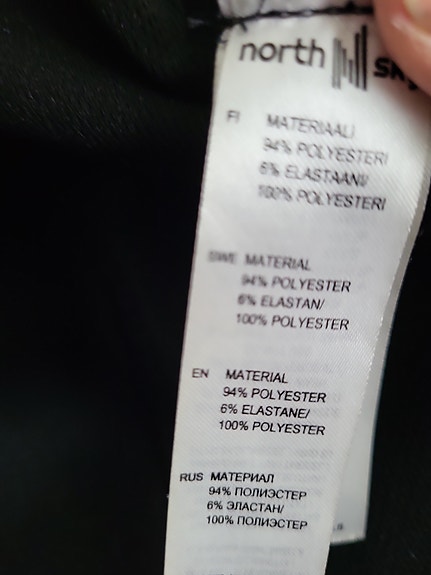 north
FI MATERIAALI
94% POLYESTERI
6% ELASTAANI/
100% POLYESTERI
SWE MATERIAL
94% POLYESTER
6% ELASTAN/
100% POLYESTER
EN MATERIAL
94% POLYESTER
6% ELASTANE/
100% POLYESTER
RUS МАТЕРИАЛ
94% ПОЛИЭСТЕР
6% ЭЛАСТАН/
100% ПОЛИЭСТЕР